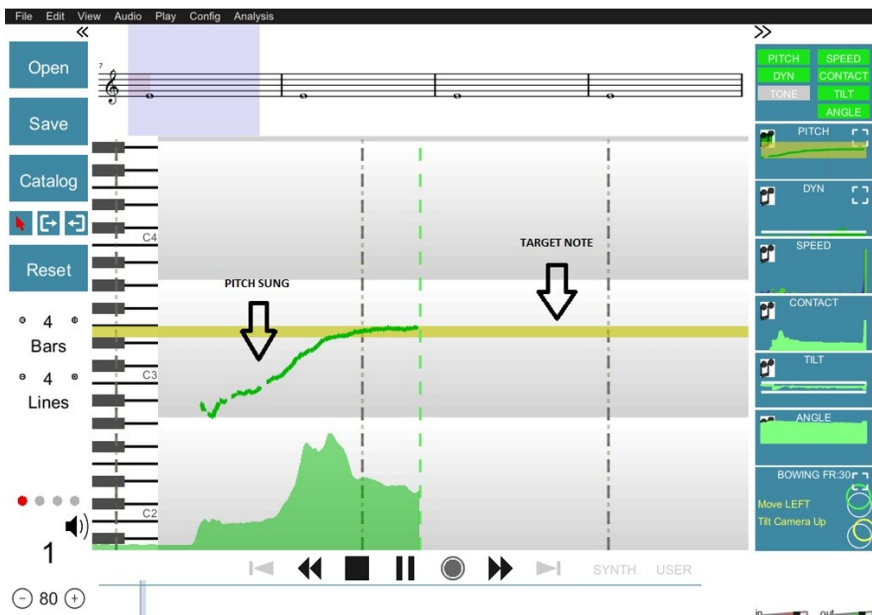 File Edit View Audio Play Config Analysis
Open
Save
Catalog
Reset
4
Bars
4
Lines
1
80
7
C4
C3
C2
PITCH SUNG
TARGET NOTE
SYNTH USER
PITCH SPEED
DYN CONTACT
TONE TILT
ANGLE
PITCH
DYN
SPEED
CONTACT
TILT
ANGLE
BOWING FR:30
Move LEFT
Tilt Camera Up
in out